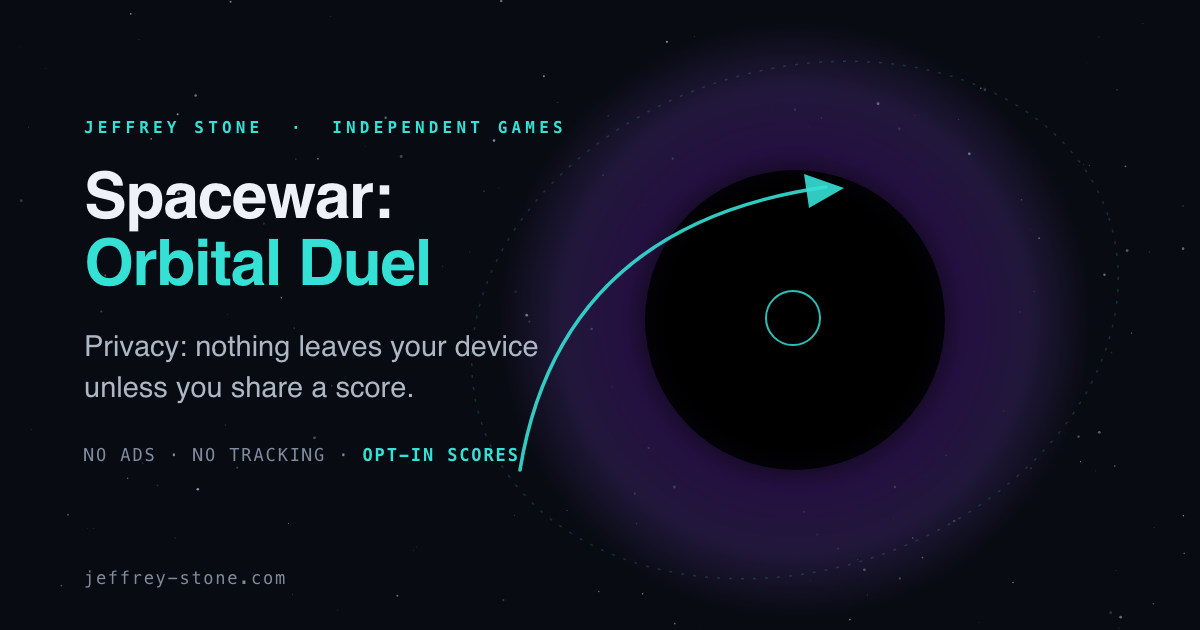 JEFFREY STONE · INDEPENDENT GAMES
Spacewar:
Orbital Duel
Privacy: nothing leaves your device
unless you share a score.
NO ADS · NO TRACKING · OPT-IN SCORES
jeffrey-stone.com